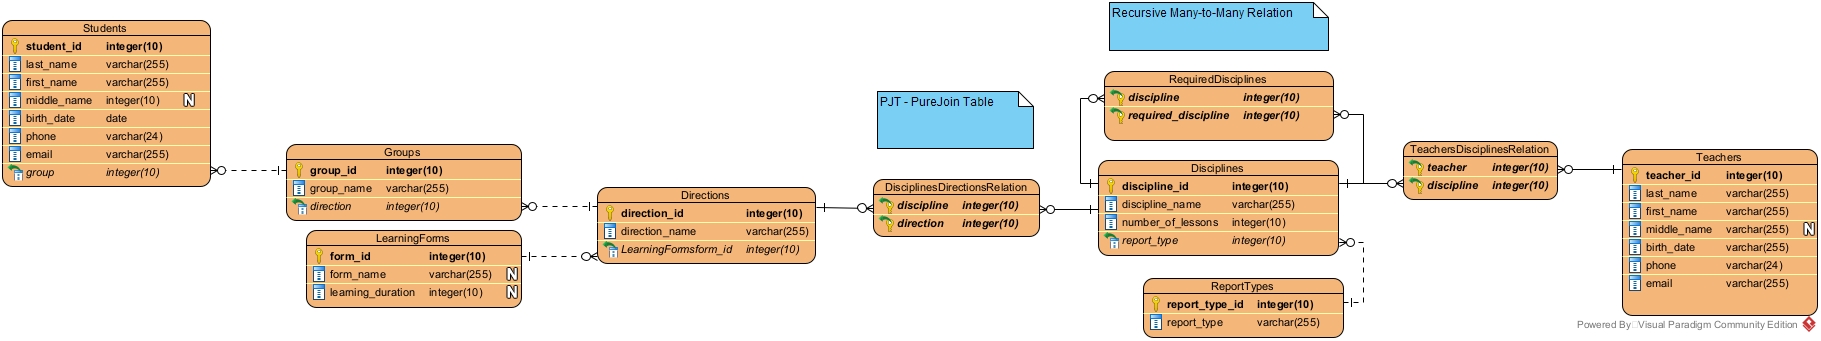 Students
student_id integer(10)
last_name varchar(255)
first_name varchar(255)
middle_name integer(10) N
birth_date date
phone varchar(24)
email varchar(255)
group integer(10)
Groups
group_id integer(10)
group_name varchar(255)
direction integer(10)
LearningForms
form_id integer(10)
form_name varchar(255) N
learning_duration integer(10) N
Directions
direction_id integer(10)
direction_name varchar(255)
LearningFormsform_id integer(10)
PJT - PureJoin Table
DisciplinesDirectionsRelation
discipline integer(10)
direction integer(10)
Recursive Many-to-Many Relation
RequiredDisciplines
discipline integer(10)
required_discipline integer(10)
Disciplines
discipline_id integer(10)
discipline_name varchar(255)
number_of_lessons integer(10)
report_type integer(10)
ReportTypes
report_type_id integer(10)
report_type varchar(255)
TeachersDisciplinesRelation
teacher integer(10)
discipline integer(10)
Teachers
teacher_id integer(10)
last_name varchar(255)
first_name varchar(255)
middle_name varchar(255) N
birth_date varchar(255)
phone varchar(24)
email varchar(255)
Powered By Visual Paradigm Community Edition